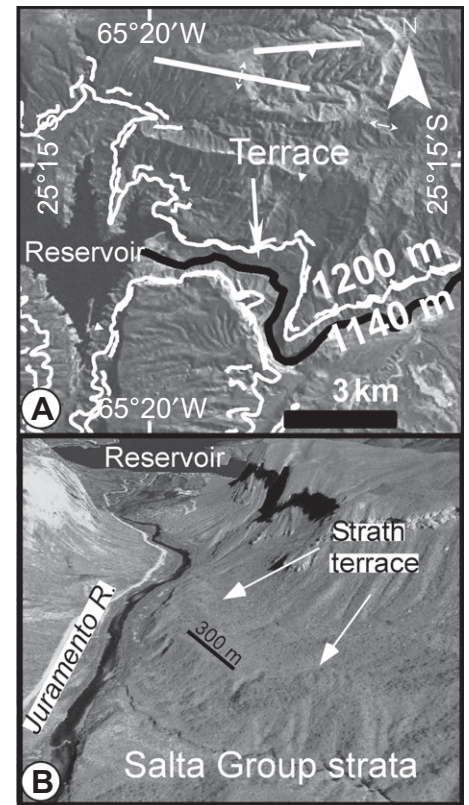 65°20′W
N
25°15′S
25°15′S
Terrace
Reservoir
1200 m
1140 m
65°20′W
3 km
A
Reservoir
Strath
terrace
Juramento R.
300 m
Salta Group strata
B